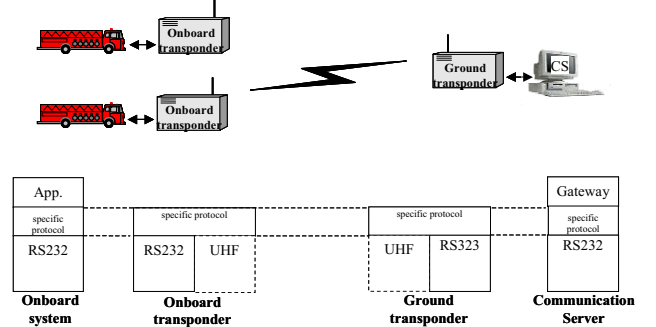 Onboard
transponder
Ground
transponder
CS
Onboard
transponder
App.
Gateway
specific
protocol
specific protocol
specific protocol
specific
protocol
RS232
RS232
UHF
UHF
RS323
RS232
Onboard
system
Onboard
transponder
Ground
transponder
Communication
Server